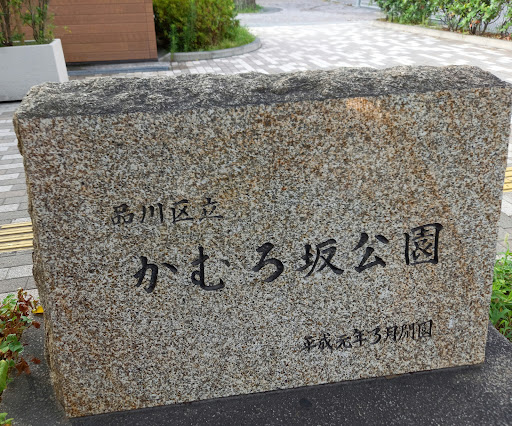 品川区立
かむろ坂公園
平成元年3月開園